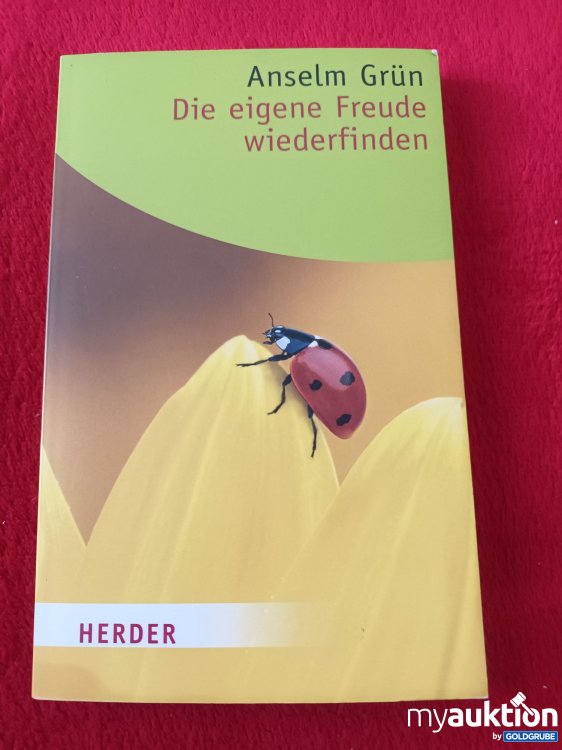 Anselm Grün
Die eigene Freude
wiederfinden
HERDER
myauktion
by GOLDGRUBE